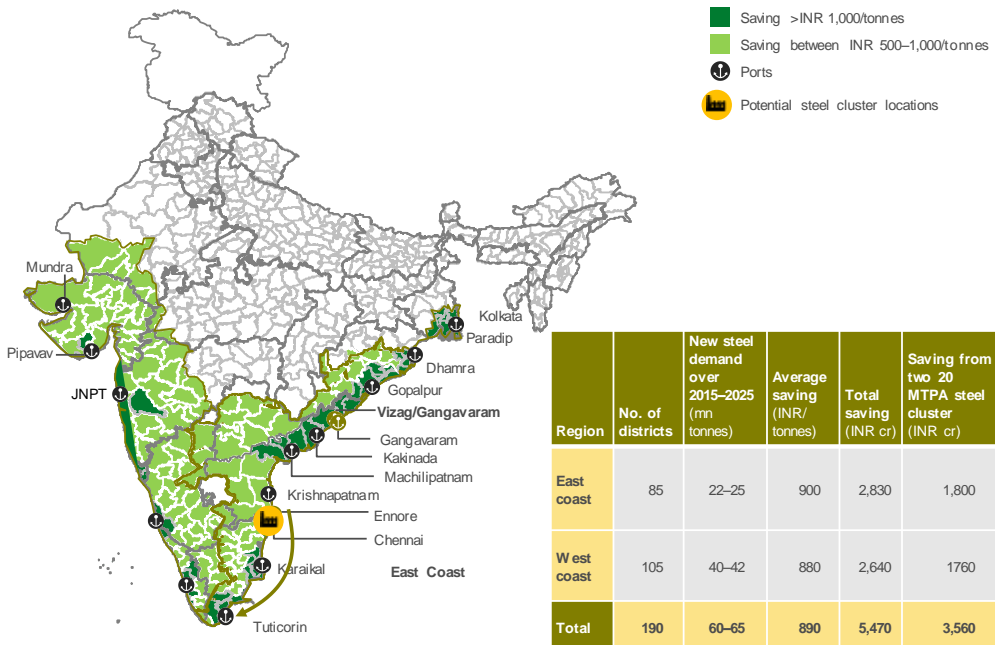 Saving >INR 1,000/tonnes
Saving between INR 500–1,000/tonnes
Ports
Potential steel cluster locations
Mundra
Pipavav
JNPT
Kolkata
Paradip
Dhamra
Gopalpur
Vizag/Gangavaram
Gangavaram
Kakinada
Machilipatnam
Krishnapatnam
Ennore
Chennai
Karaikal
East Coast
Tuticorin
Region
No. of
districts
New steel
demand
over
2015–2025
(mn
tonnes)
Average
saving
(INR/
tonnes)
Total
saving
(INR cr)
Saving from
two 20
MTPA steel
cluster
(INR cr)
East
coast
85
22–25
900
2,830
1,800
West
coast
105
40–42
880
2,640
1760
Total
190
60–65
890
5,470
3,560